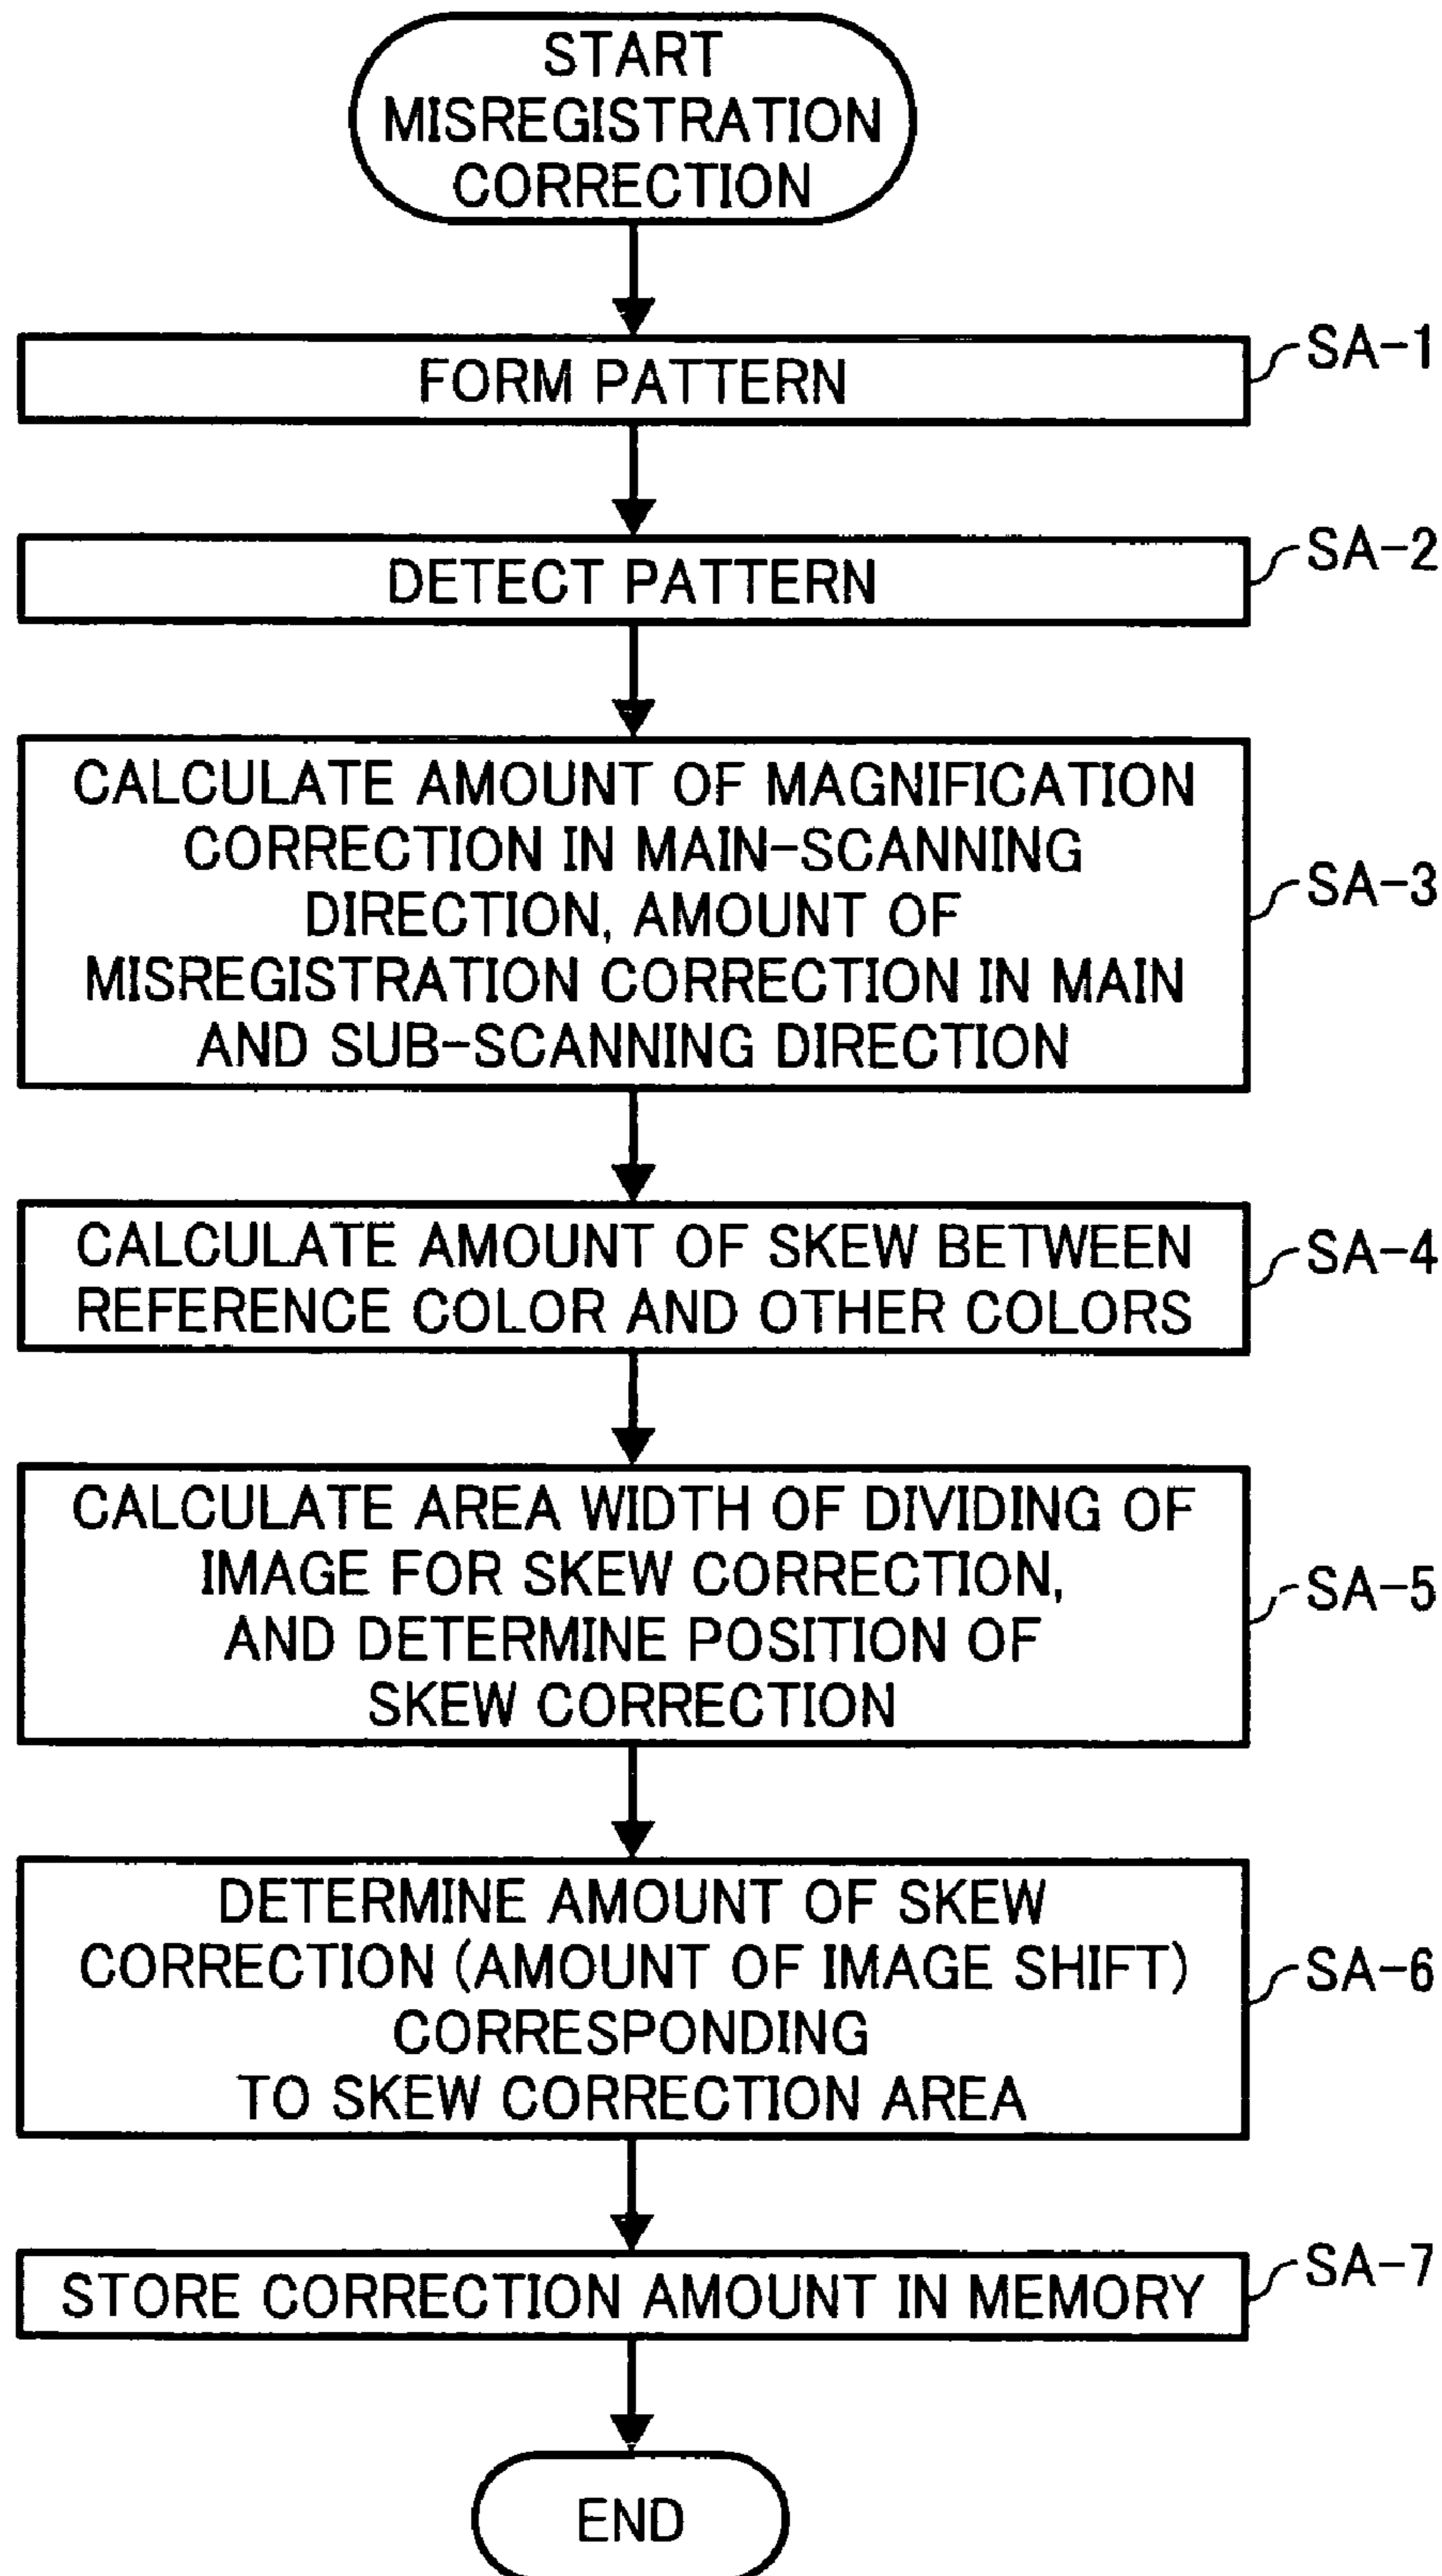 START
MISREGISTRATION
CORRECTION
FORM PATTERN
SA-1
DETECT PATTERN
SA-2
CALCULATE AMOUNT OF MAGNIFICATION
CORRECTION IN MAIN-SCANNING
DIRECTION, AMOUNT OF
MISREGISTRATION CORRECTION IN MAIN
AND SUB-SCANNING DIRECTION
SA-3
CALCULATE AMOUNT OF SKEW BETWEEN
REFERENCE COLOR AND OTHER COLORS
SA-4
CALCULATE AREA WIDTH OF DIVIDING OF
IMAGE FOR SKEW CORRECTION,
AND DETERMINE POSITION OF
SKEW CORRECTION
SA-5
DETERMINE AMOUNT OF SKEW
CORRECTION (AMOUNT OF IMAGE SHIFT)
CORRESPONDING
TO SKEW CORRECTION AREA
SA-6
STORE CORRECTION AMOUNT IN MEMORY
SA-7
END